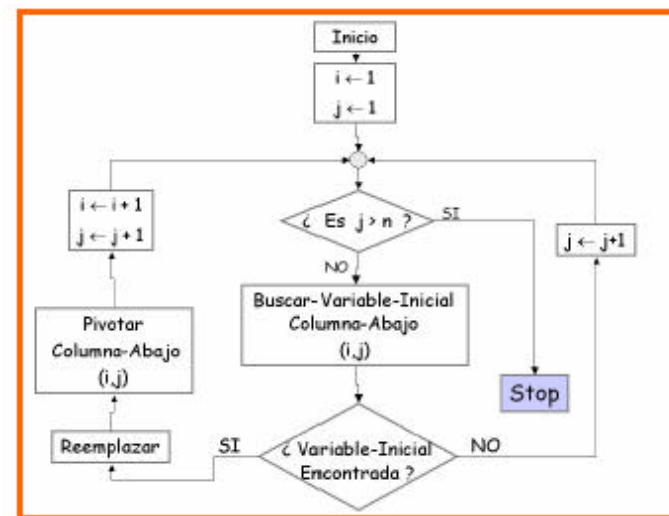 Inicio
i ← 1
j ← 1
i ← i + 1
j ← j + 1
¿ Es j > n ?
SI
j ← j+1
NO
Buscar-Variable-Inicial
Columna-Abajo
(i,j)
Pivotar
Columna-Abajo
(i,j)
Stop
Reemplazar
SI
¿ Variable-Inicial
Encontrada ?
NO